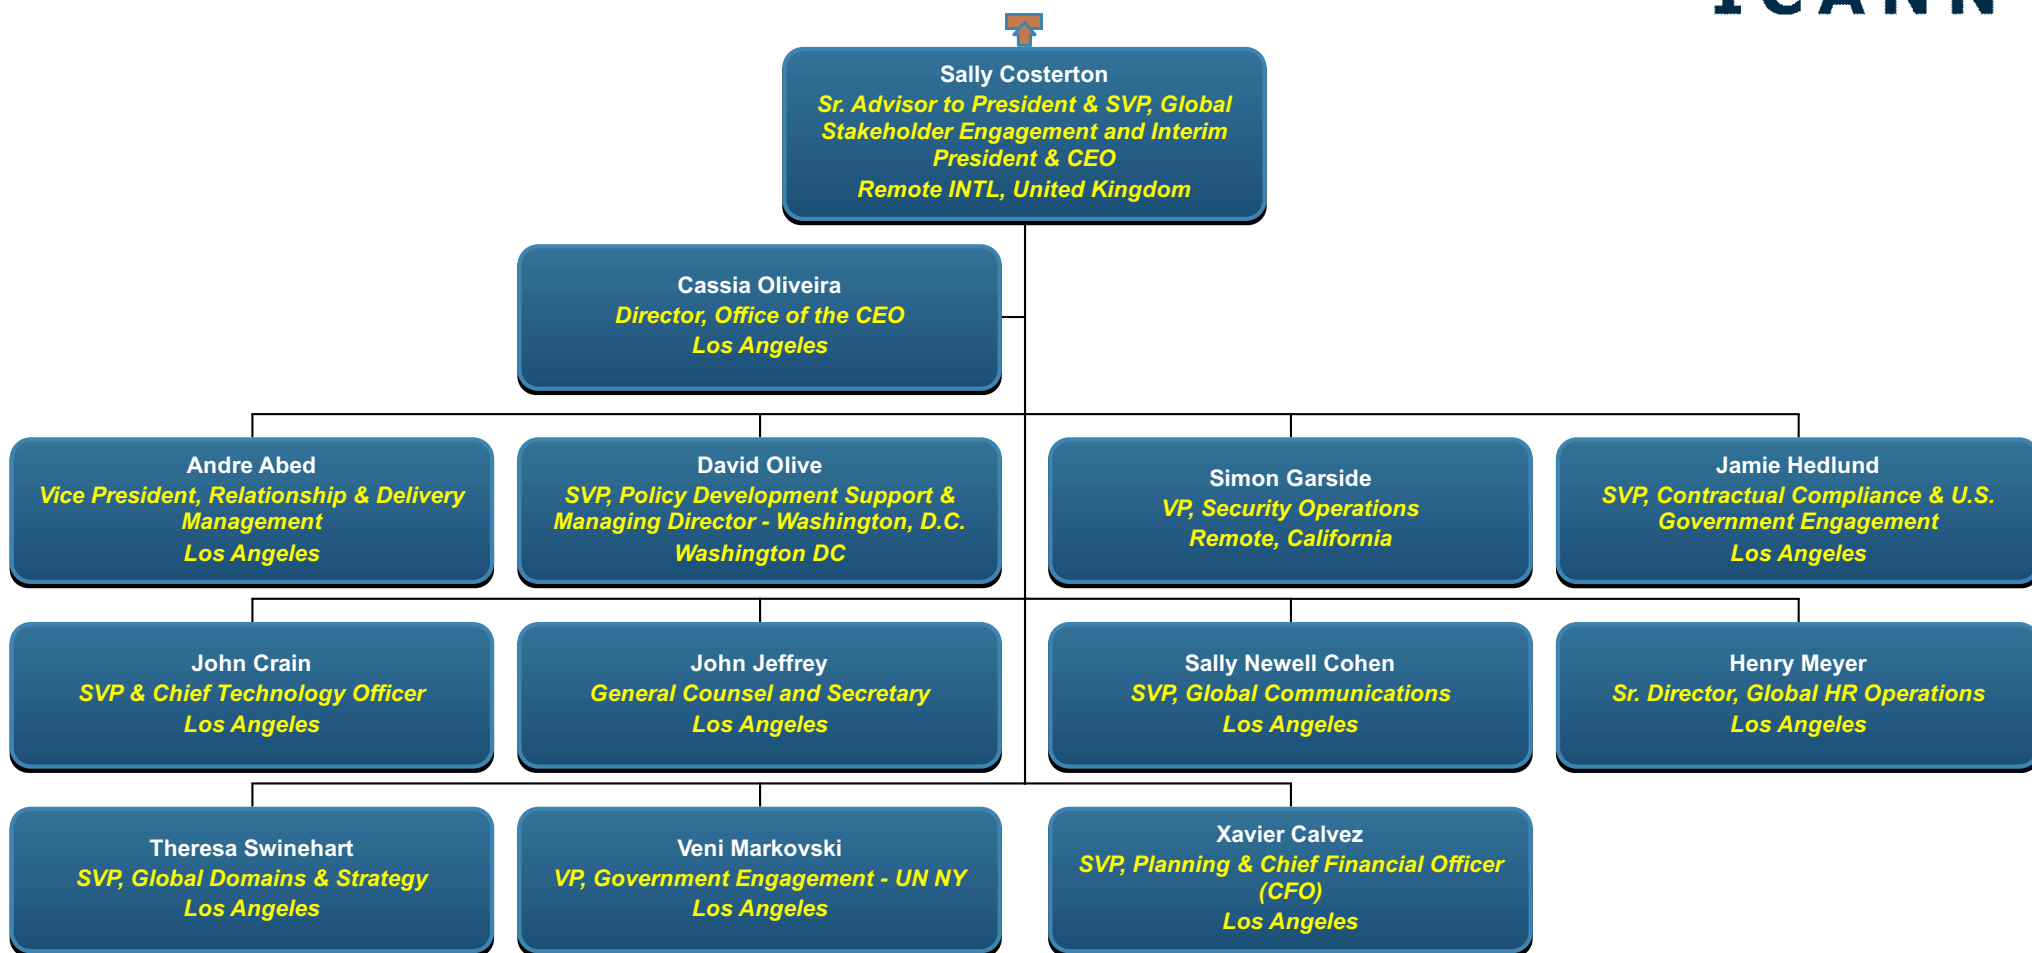 ICANN
Sally Costerton
Sr. Advisor to President & SVP, Global
Stakeholder Engagement and Interim
President & CEO
Remote INTL, United Kingdom
Cassia Oliveira
Director, Office of the CEO
Los Angeles
Andre Abed
Vice President, Relationship & Delivery
Management
Los Angeles
David Olive
SVP, Policy Development Support &
Managing Director - Washington, D.C.
Washington DC
Simon Garside
VP, Security Operations
Remote, California
Jamie Hedlund
SVP, Contractual Compliance & U.S.
Government Engagement
Los Angeles
John Crain
SVP & Chief Technology Officer
Los Angeles
John Jeffrey
General Counsel and Secretary
Los Angeles
Sally Newell Cohen
SVP, Global Communications
Los Angeles
Henry Meyer
Sr. Director, Global HR Operations
Los Angeles
Theresa Swinehart
SVP, Global Domains & Strategy
Los Angeles
Veni Markovski
VP, Government Engagement - UN NY
Los Angeles
Xavier Calvez
SVP, Planning & Chief Financial Officer
(CFO)
Los Angeles